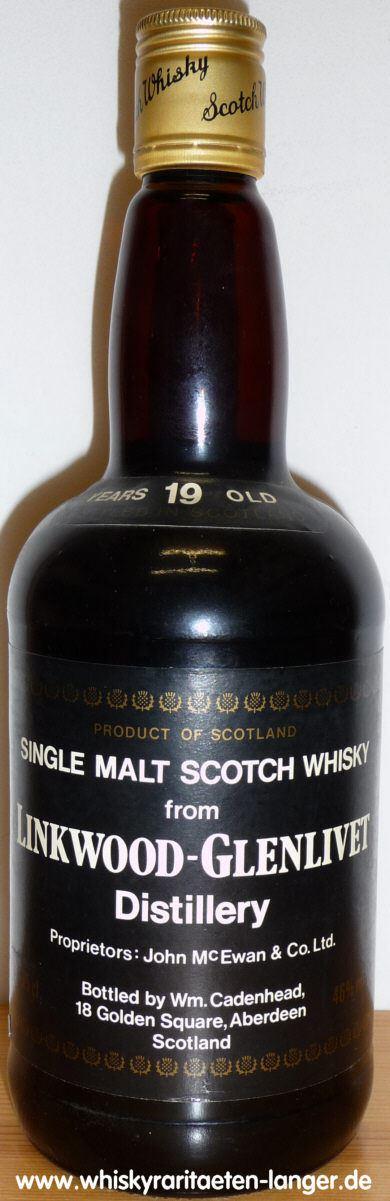 Whisky
Scotch
YEARS 19 OLD
PRODUCT OF SCOTLAND
SINGLE MALT SCOTCH WHISKY
from
LINKWOOD-GLENLIVET
Distillery
Proprietors: John McEwan & Co. Ltd.
Bottled by Wm. Cadenhead,
18 Golden Square, Aberdeen
Scotland
46%
www.whiskyraritaeten-langer.de